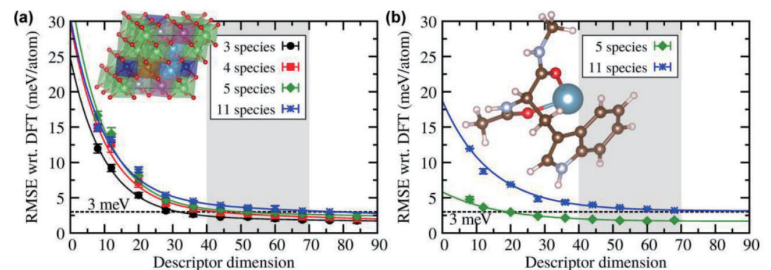 (a)
RMSE wrt. DFT (meV/atom)
30
25
20
15
10
5
0
3 species
4 species
5 species
11 species
3 meV
0 10 20 30 40 50 60 70 80 90
Descriptor dimension
(b)
RMSE wrt. DFT (meV/atom)
30
25
20
15
10
5
0
5 species
11 species
3 meV
0 10 20 30 40 50 60 70 80 90
Descriptor dimension